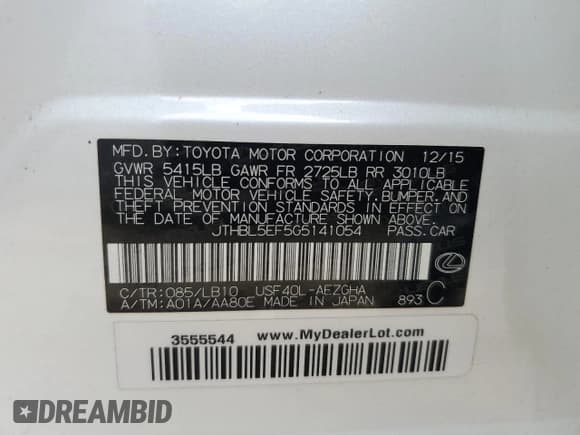 MFD.BY:TOYOTA MOTOR CORPORATION 12/15
GVWR 5415LB GAWR FR 2725LB RR 3010LB
THIS VEHICLE CONFORMS TO ALL APPLICABLE
FEDERAL MOTOR VEHICLE SAFETY,BUMPER,AND
THEFT PREVENTION STANDARDS IN EFFECT ON
THE DATE OF MANUFACTURE SHOWN ABOVE.
JTHBL5EF5G5141054 PASS.CAR
C/TR:085/LB10 USF40L-AEZGHA
A/TM:A01A/AA80E MADE IN JAPAN 893 C
3555544 www.MyDealerLot.com
DREAMBID